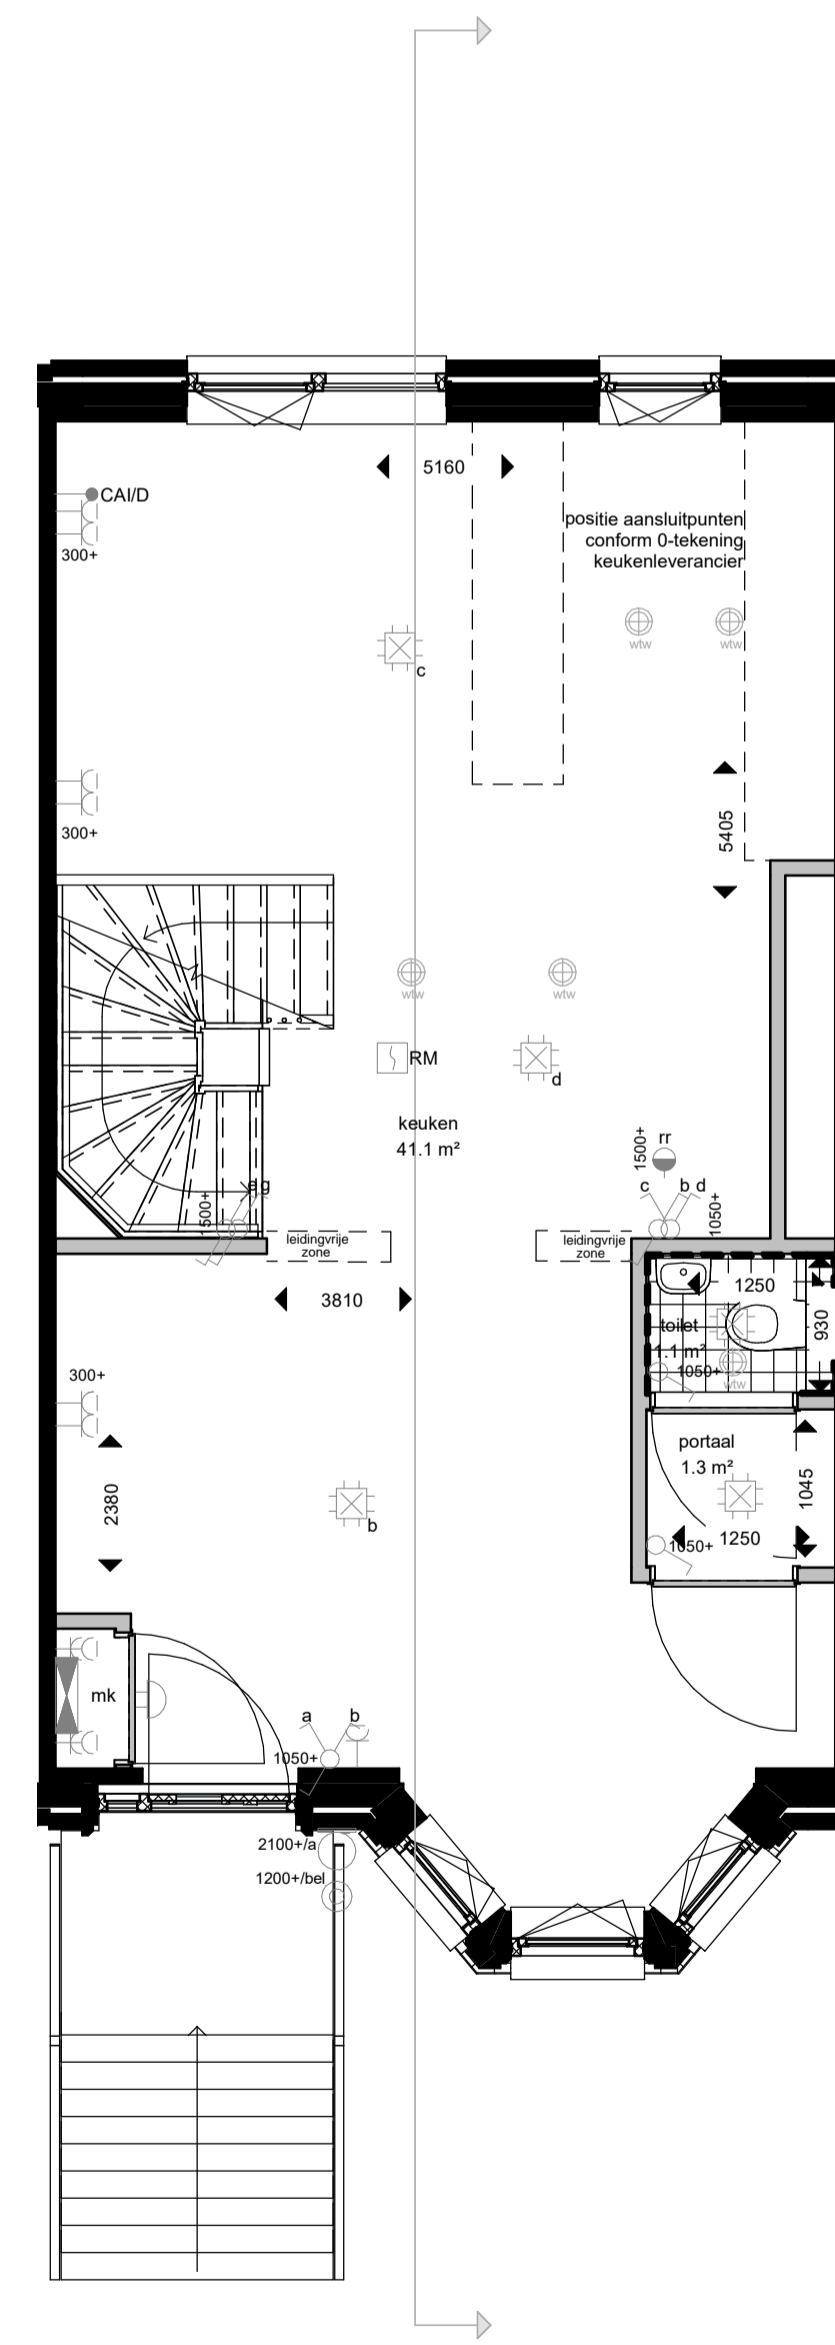 5160
CAI/D
300+
positie aansluitpunten
conform 0-tekening
keukenleverancier
wtw
wtw
c
300+
5405
wtw
wtw
RM
d
keuken
41.1 m²
1500+
rr
c
b d
1050+
g
leidingvrije
zone
leidingvrije
zone
3810
1250
930
toilet
1.1 m²
1050+
wtw
300+
portaal
1.3 m²
1045
2380
b
1050+
1250
mk
a
b
1050+
2100+/a
1200+/bel
C